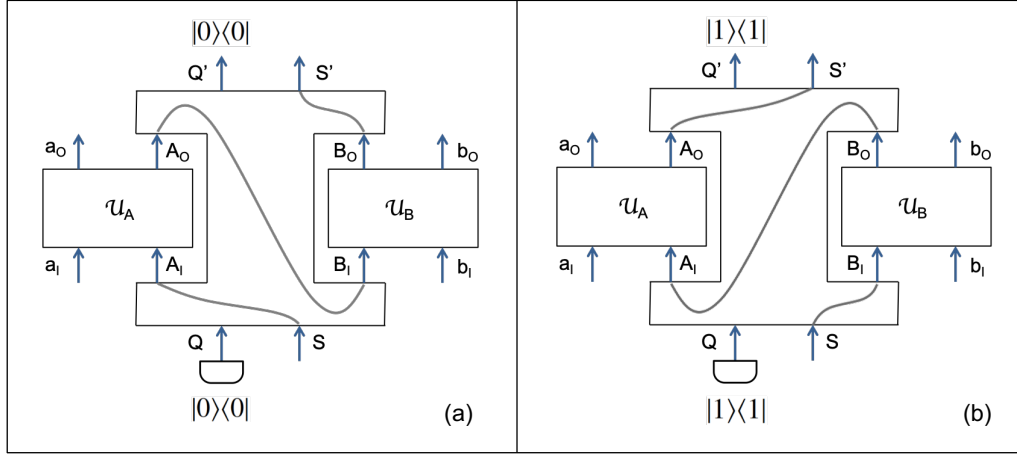 |0⟩⟨0|
Q' S'
a_O A_O B_O b_O
𝒰_A 𝒰_B
a_I A_I B_I b_I
Q S
|0⟩⟨0|
(a)
|1⟩⟨1|
Q' S'
a_O A_O B_O b_O
𝒰_A 𝒰_B
a_I A_I B_I b_I
Q S
|1⟩⟨1|
(b)